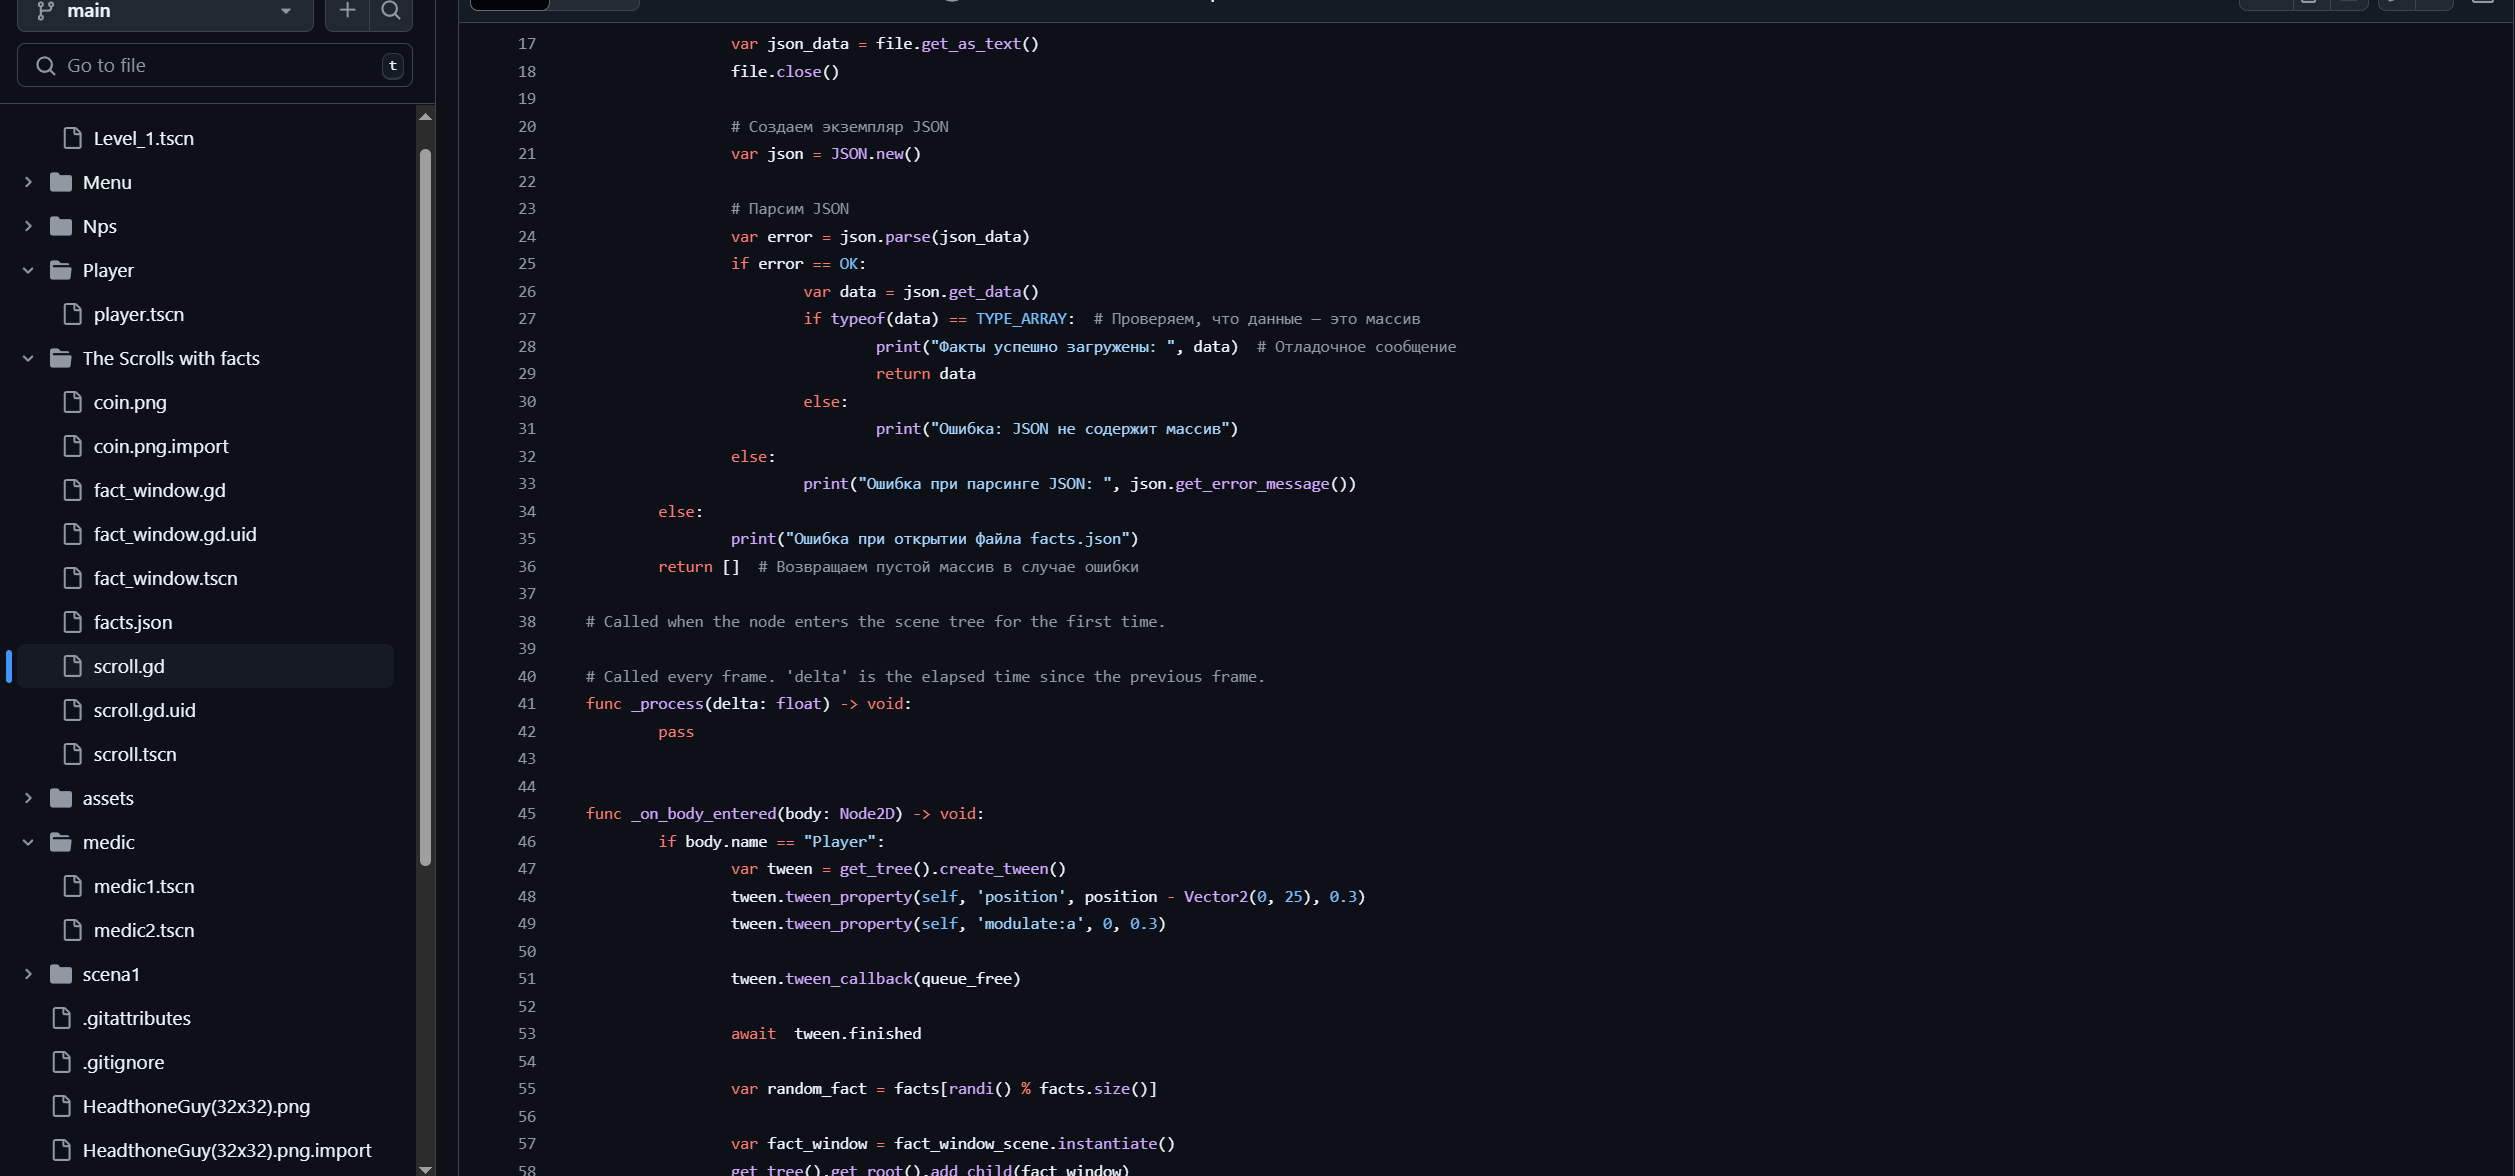 main
Go to file
t
Level_1.tscn
Menu
Nps
Player
player.tscn
The Scrolls with facts
coin.png
coin.png.import
fact_window.gd
fact_window.gd.uid
fact_window.tscn
facts.json
scroll.gd
scroll.gd.uid
scroll.tscn
assets
medic
medic1.tscn
medic2.tscn
scena1
.gitattributes
.gitignore
HeadthoneGuy(32x32).png
HeadthoneGuy(32x32).png.import
17 var json_data = file.get_as_text()
18 file.close()
19
20 # Создаем экземпляр JSON
21 var json = JSON.new()
22
23 # Парсим JSON
24 var error = json.parse(json_data)
25 if error == OK:
26 var data = json.get_data()
27 if typeof(data) == TYPE_ARRAY:  # Проверяем, что данные — это массив
28 print("Факты успешно загружены: ", data)  # Отладочное сообщение
29 return data
30 else:
31 print("Ошибка: JSON не содержит массив")
32 else:
33 print("Ошибка при парсинге JSON: ", json.get_error_message())
34 else:
35 print("Ошибка при открытии файла facts.json")
36 return []  # Возвращаем пустой массив в случае ошибки
37
38 # Called when the node enters the scene tree for the first time.
39
40 # Called every frame. 'delta' is the elapsed time since the previous frame.
41 func _process(delta: float) -> void:
42 pass
43
44
45 func _on_body_entered(body: Node2D) -> void:
46 if body.name == "Player":
47 var tween = get_tree().create_tween()
48 tween.tween_property(self, 'position', position - Vector2(0, 25), 0.3)
49 tween.tween_property(self, 'modulate:a', 0, 0.3)
50
51 tween.tween_callback(queue_free)
52
53 await  tween.finished
54
55 var random_fact = facts[randi() % facts.size()]
56
57 var fact_window = fact_window_scene.instantiate()
58 get_tree().get_root().add_child(fact_window)